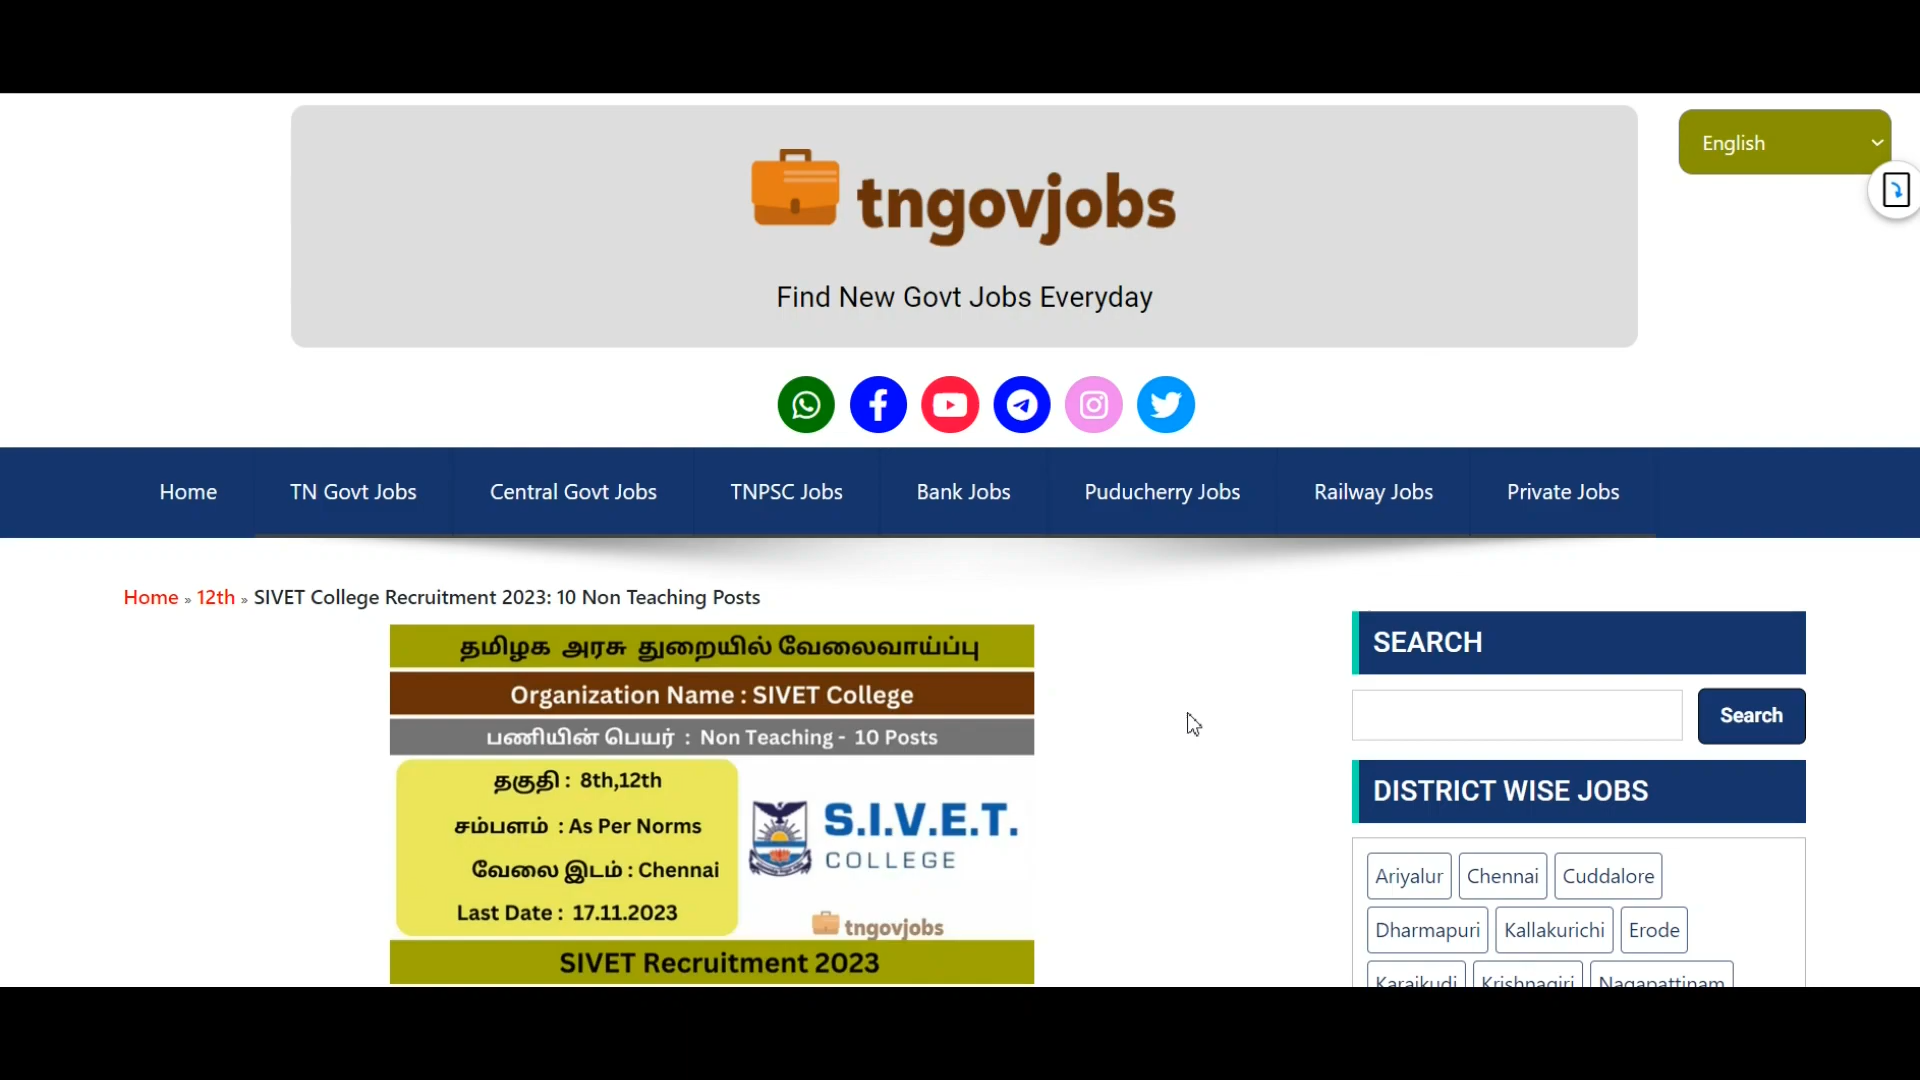 English
tngovjobs
Find New Govt Jobs Everyday
Home TN Govt Jobs Central Govt Jobs TNPSC Jobs Bank Jobs Puducherry Jobs Railway Jobs Private Jobs
Home » 12th » SIVET College Recruitment 2023: 10 Non Teaching Posts
தமிழக அரசு துறையில் வேலைவாய்ப்பு
Organization Name : SIVET College
பணியின் பெயர் : Non Teaching - 10 Posts
தகுதி : 8th,12th
சம்பளம் : As Per Norms
வேலை இடம் : Chennai
Last Date : 17.11.2023
S.I.V.E.T.
COLLEGE
tngovjobs
SIVET Recruitment 2023
SEARCH
Search
DISTRICT WISE JOBS
Ariyalur Chennai Cuddalore
Dharmapuri Kallakurichi Erode
Karaikudi Krishnagiri Nagapattinam